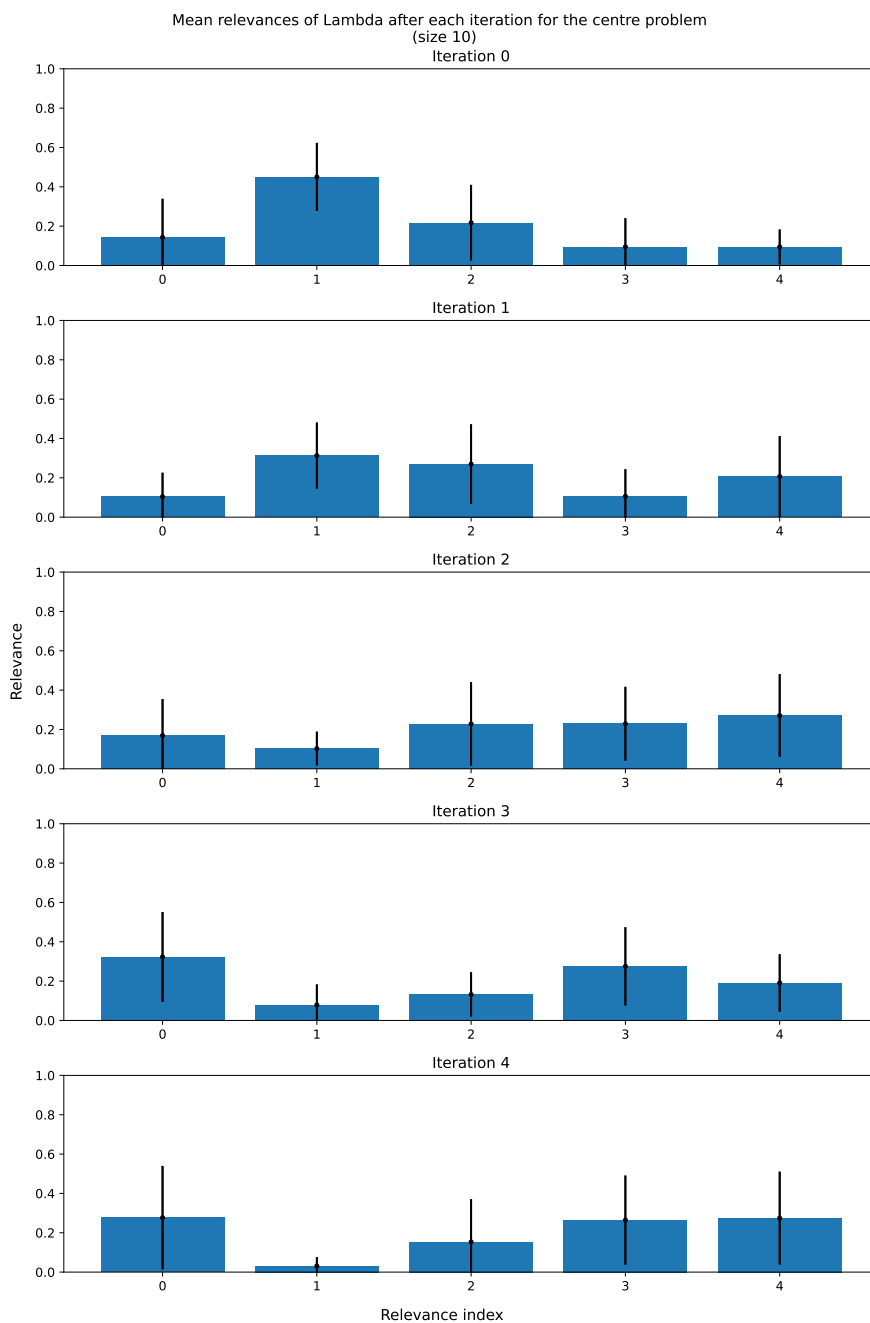 Mean relevances of Lambda after each iteration for the centre problem
(size 10)
Iteration 0
1.0
0.8
0.6
0.4
0.2
0.0
0 1 2 3 4
Iteration 1
1.0
0.8
0.6
0.4
0.2
0.0
0 1 2 3 4
Iteration 2
1.0
0.8
0.6
0.4
0.2
0.0
0 1 2 3 4
Relevance
Iteration 3
1.0
0.8
0.6
0.4
0.2
0.0
0 1 2 3 4
Iteration 4
1.0
0.8
0.6
0.4
0.2
0.0
0 1 2 3 4
Relevance index